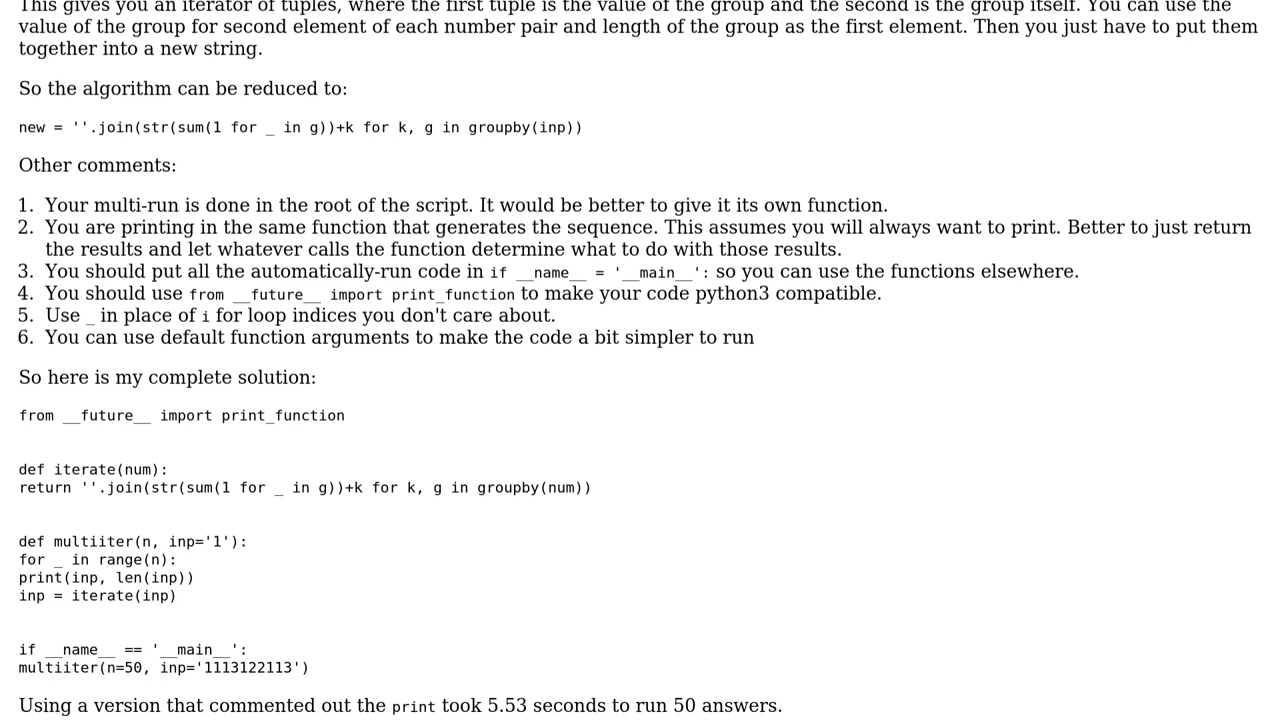 This gives you an iterator of tuples, where the first tuple is the value of the group and the second is the group itself. You can use the
value of the group for second element of each number pair and length of the group as the first element. Then you just have to put them
together into a new string.
So the algorithm can be reduced to:
new = ''.join(str(sum(1 for _ in g))+k for k, g in groupby(inp))
Other comments:
1. Your multi-run is done in the root of the script. It would be better to give it its own function.
2. You are printing in the same function that generates the sequence. This assumes you will always want to print. Better to just return
the results and let whatever calls the function determine what to do with those results.
3. You should put all the automatically-run code in if __name__ = '__main__': so you can use the functions elsewhere.
4. You should use from __future__ import print_function to make your code python3 compatible.
5. Use _ in place of i for loop indices you don't care about.
6. You can use default function arguments to make the code a bit simpler to run
So here is my complete solution:
from __future__ import print_function
def iterate(num):
return ''.join(str(sum(1 for _ in g))+k for k, g in groupby(num))
def multiiter(n, inp='1'):
for _ in range(n):
print(inp, len(inp))
inp = iterate(inp)
if __name__ == '__main__':
multiiter(n=50, inp='1113122113')
Using a version that commented out the print took 5.53 seconds to run 50 answers.